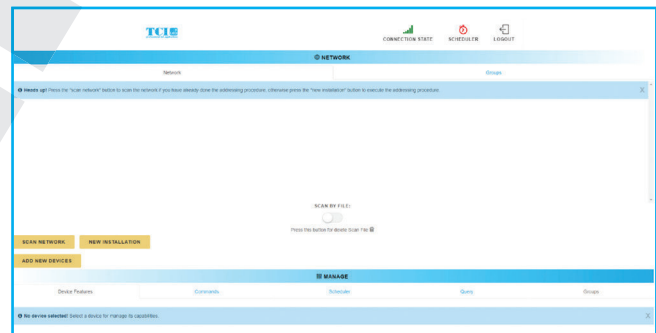 TCI
CONNECTION STATE
SCHEDULER
LOGOUT
NETWORK
Network
Groups
Heads up! Press the "scan network" button to scan the network if you have already done the addressing procedure, otherwise press the "new installation" button to execute the addressing procedure.
X
SCAN BY FILE:
Press this button for delete Scan File
SCAN NETWORK
NEW INSTALLATION
ADD NEW DEVICES
MANAGE
Device Features
Commands
Scheduler
Query
Groups
No device selected! Select a device for manage its capabilities.
X